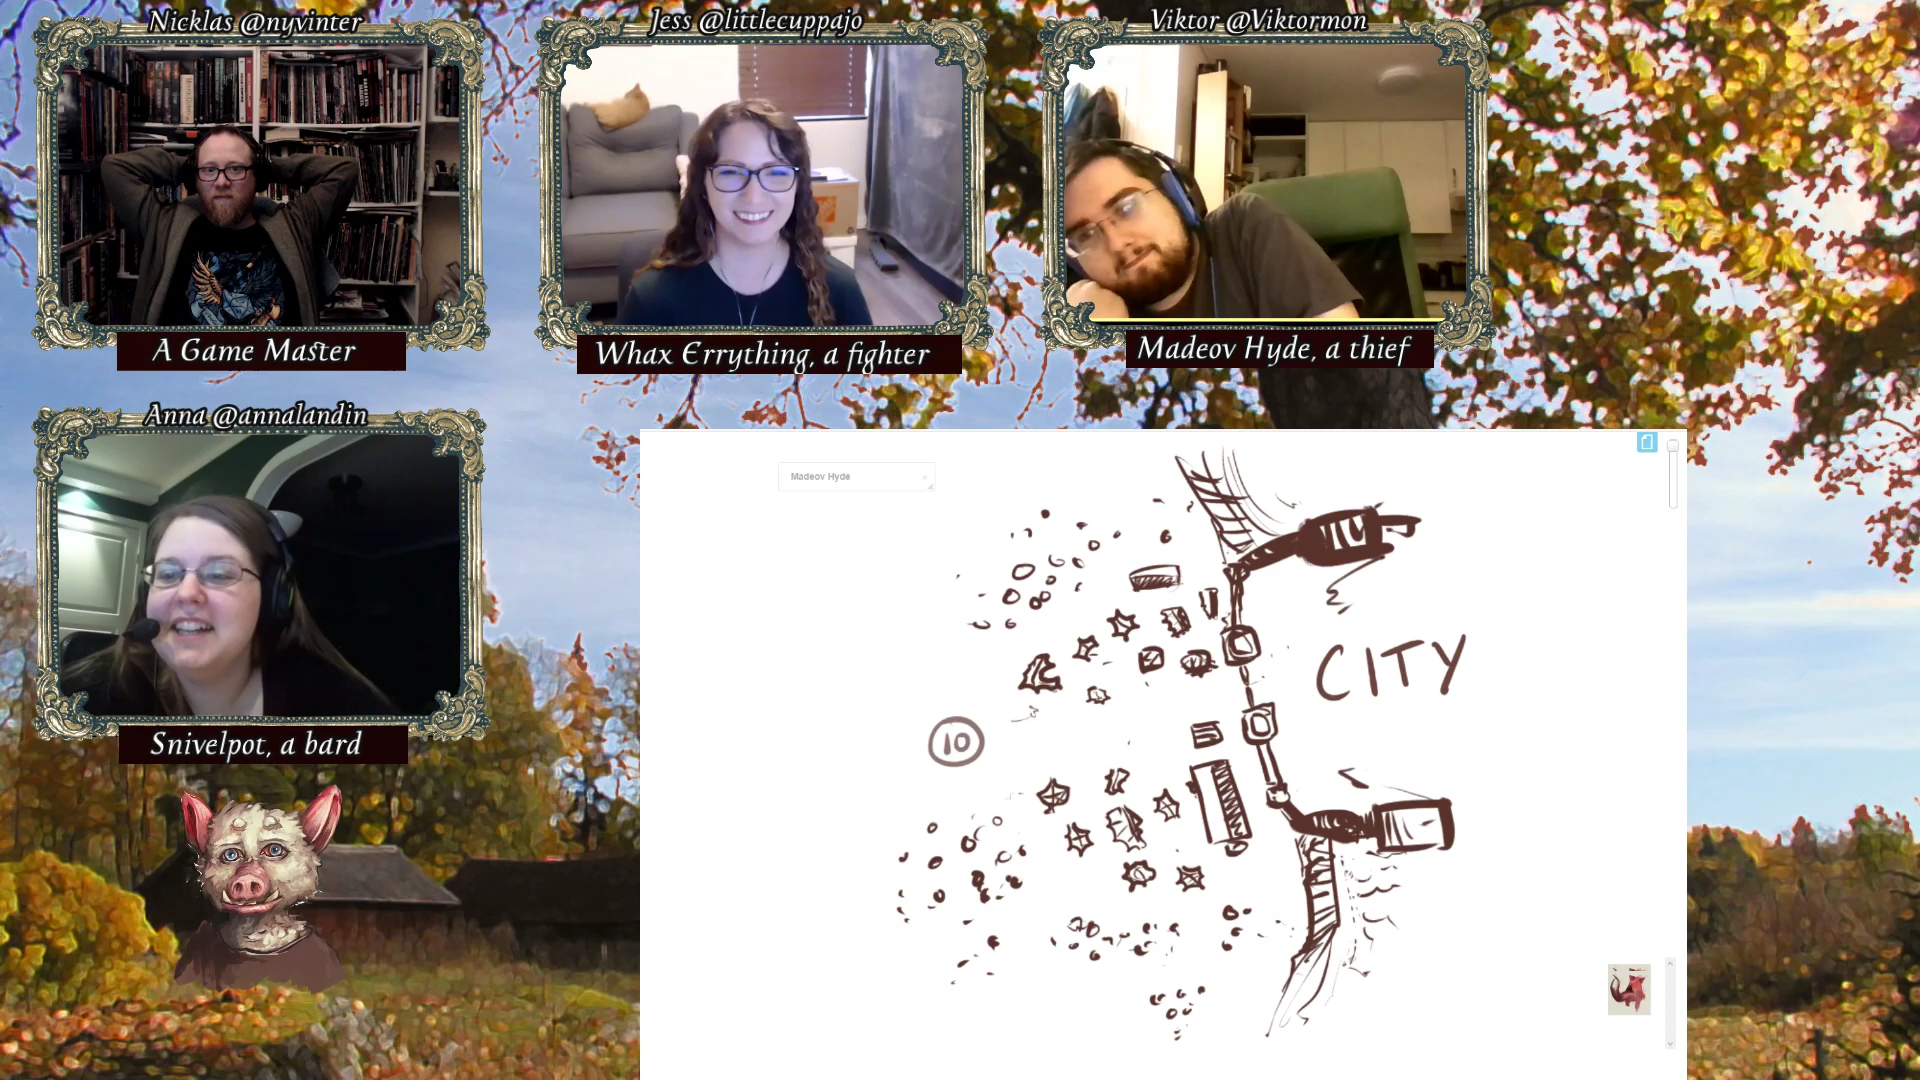 Nicklas @nyvinter
Jess @littlecuppajo
Viktor @Viktormon
A Game Master
Whax Errything, a fighter
Madeov Hyde, a thief
Anna @annalandin
Madeov Hyde
CITY
10
Snivelpot, a bard